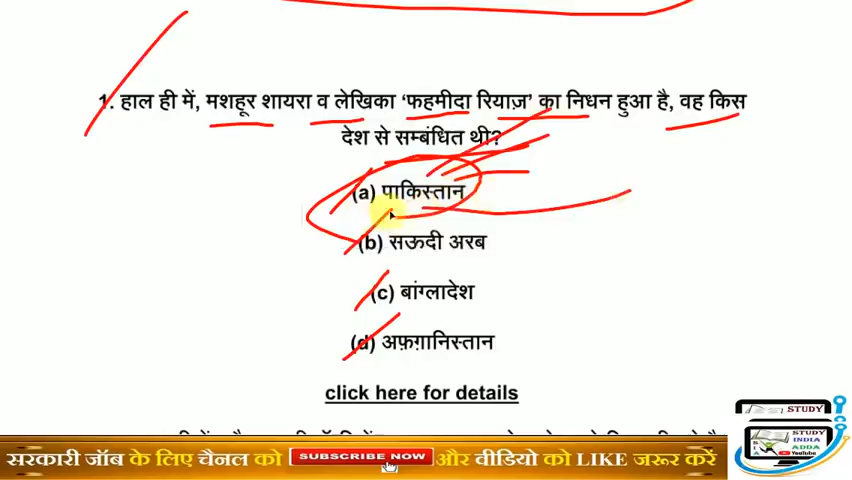 1. हाल ही में, मशहूर शायरा व लेखिका ‘फहमीदा रियाज़’ का निधन हुआ है, वह किस
देश से सम्बंधित थी?
(a) पाकिस्तान
(b) सऊदी अरब
(c) बांग्लादेश
(d) अफ़ग़ानिस्तान
click here for details
STUDY
STUDY
INDIA
ADDA
YouTube
सरकारी जॉब के लिए चैनल को SUBSCRIBE NOW और वीडियो को LIKE जरूर करें